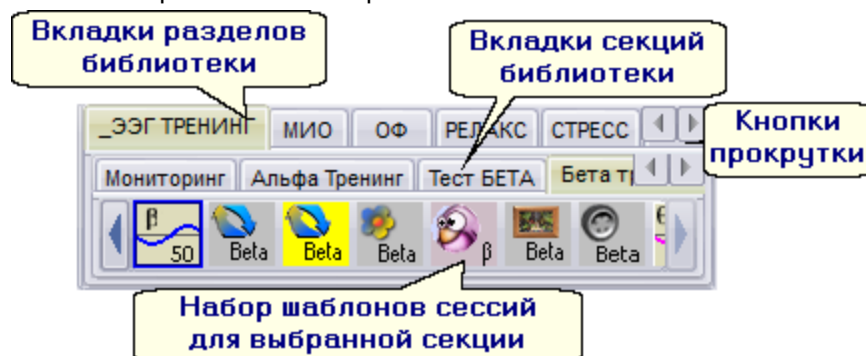 Вкладки разделов
библиотеки
Вкладки секций
библиотеки
_ЭЭГ ТРЕНИНГ МИО ОФ РЕЛАКС СТРЕСС
Кнопки
прокрутки
Мониторинг Альфа Тренинг Тест БЕТА Бета
β 50 Beta Beta Beta β Beta Beta
Набор шаблонов сессий
для выбранной секции